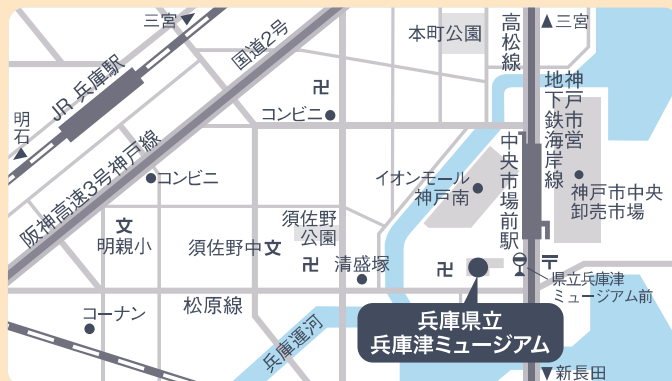 三宮
国道2号
JR 兵庫駅
明石
阪神高速3号神戸線
コンビニ
コンビニ
本町公園
高松線
三宮
神戸市営
地下鉄海岸線
中央市場前駅
イオンモール
神戸南
神戸市中央
卸売市場
文
明親小
須佐野中文
須佐野
公園
清盛塚
県立兵庫津
ミュージアム前
コーナン
松原線
兵庫運河
兵庫県立
兵庫津ミュージアム
新長田